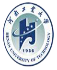 河南工业大学
1956
HENAN UNIVERSITY OF TECHNOLOGY